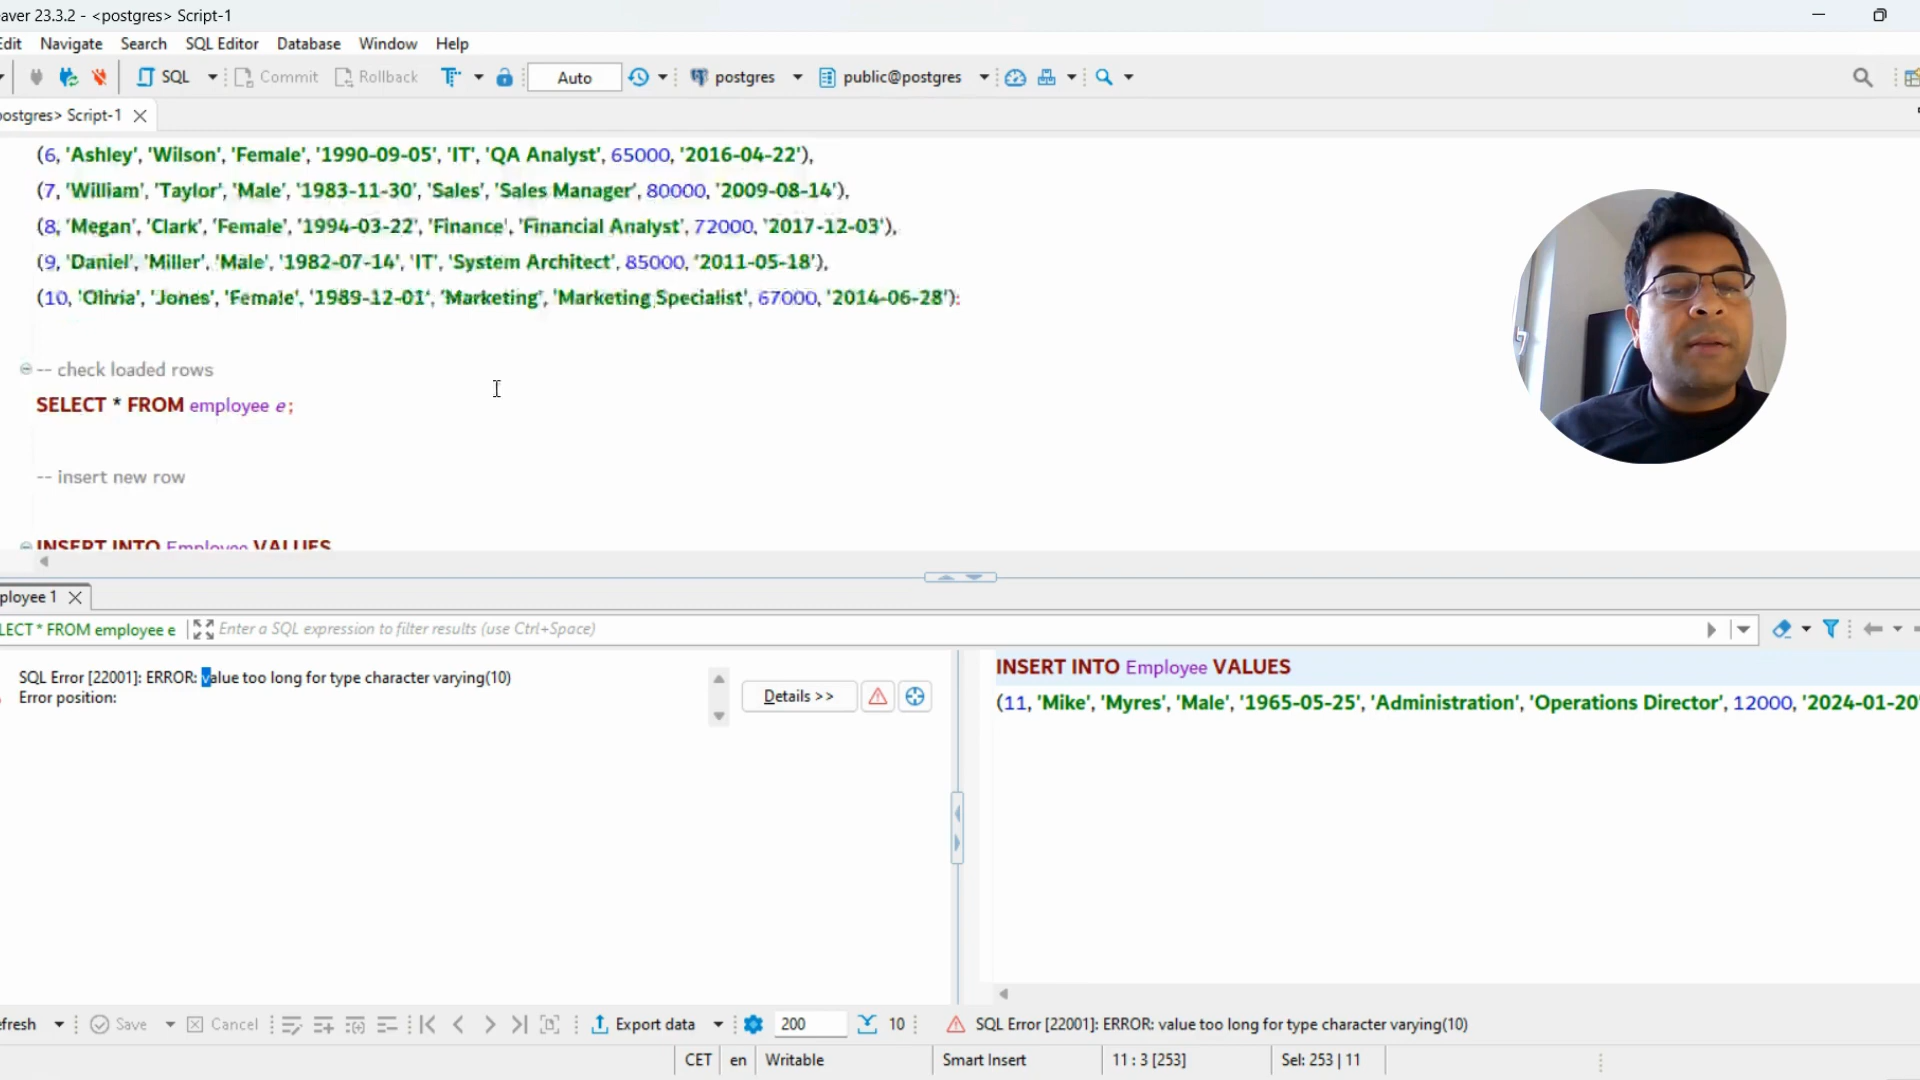 aver 23.3.2 - <postgres> Script-1
Edit Navigate Search SQL Editor Database Window Help
SQL Commit Rollback Auto postgres public@postgres
postgres> Script-1
(6, 'Ashley', 'Wilson', 'Female', '1990-09-05', 'IT', 'QA Analyst', 65000, '2016-04-22'),
(7, 'William', 'Taylor', 'Male', '1983-11-30', 'Sales', 'Sales Manager', 80000, '2009-08-14'),
(8, 'Megan', 'Clark', 'Female', '1994-03-22', 'Finance', 'Financial Analyst', 72000, '2017-12-03'),
(9, 'Daniel', 'Miller', 'Male', '1982-07-14', 'IT', 'System Architect', 85000, '2011-05-18'),
(10, 'Olivia', 'Jones', 'Female', '1989-12-01', 'Marketing', 'Marketing Specialist', 67000, '2014-06-28');
-- check loaded rows
SELECT * FROM employee e;
-- insert new row
INSERT INTO Employee VALUES
ployee 1
LECT * FROM employee e Enter a SQL expression to filter results (use Ctrl+Space)
SQL Error [22001]: ERROR: value too long for type character varying(10)
Error position:
Details >>
INSERT INTO Employee VALUES
(11, 'Mike', 'Myres', 'Male', '1965-05-25', 'Administration', 'Operations Director', 12000, '2024-01-20'
efresh Save Cancel Export data 200 10 SQL Error [22001]: ERROR: value too long for type character varying(10)
CET en Writable Smart Insert 11 : 3 [253] Sel: 253 | 11